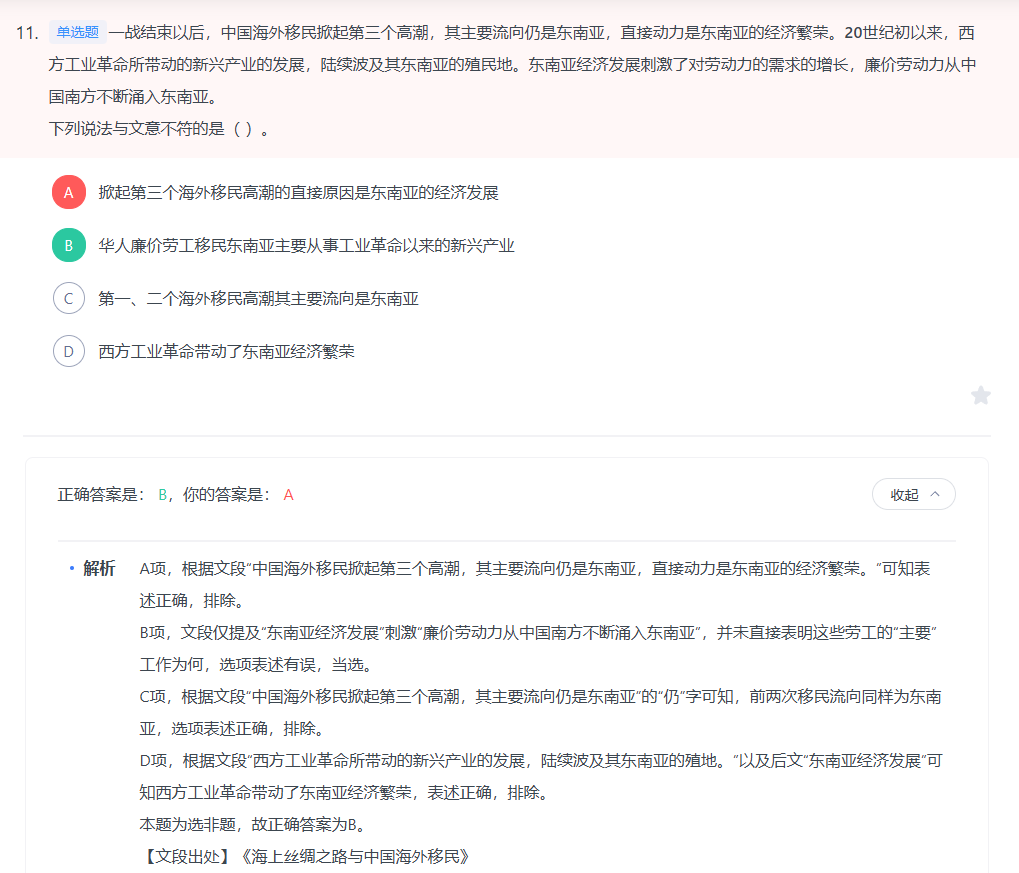 11. 单选题 一战结束以后，中国海外移民掀起第三个高潮，其主要流向仍是东南亚，直接动力是东南亚的经济繁荣。20世纪初以来，西
方工业革命所带动的新兴产业的发展，陆续波及其东南亚的殖民地。东南亚经济发展刺激了对劳动力的需求的增长，廉价劳动力从中
国南方不断涌入东南亚。
下列说法与文意不符的是（ ）。
A 掀起第三个海外移民高潮的直接原因是东南亚的经济发展
B 华人廉价劳工移民东南亚主要从事工业革命以来的新兴产业
C 第一、二个海外移民高潮其主要流向是东南亚
D 西方工业革命带动了东南亚经济繁荣
正确答案是： B，你的答案是： A
收起
解析 A项，根据文段“中国海外移民掀起第三个高潮，其主要流向仍是东南亚，直接动力是东南亚的经济繁荣。”可知表
述正确，排除。
B项，文段仅提及“东南亚经济发展”刺激“廉价劳动力从中国南方不断涌入东南亚”，并未直接表明这些劳工的“主要”
工作为何，选项表述有误，当选。
C项，根据文段“中国海外移民掀起第三个高潮，其主要流向仍是东南亚”的“仍”字可知，前两次移民流向同样为东南
亚，选项表述正确，排除。
D项，根据文段“西方工业革命所带动的新兴产业的发展，陆续波及其东南亚的殖地。”以及后文“东南亚经济发展”可
知西方工业革命带动了东南亚经济繁荣，表述正确，排除。
本题为选非题，故正确答案为B。
【文段出处】《海上丝绸之路与中国海外移民》